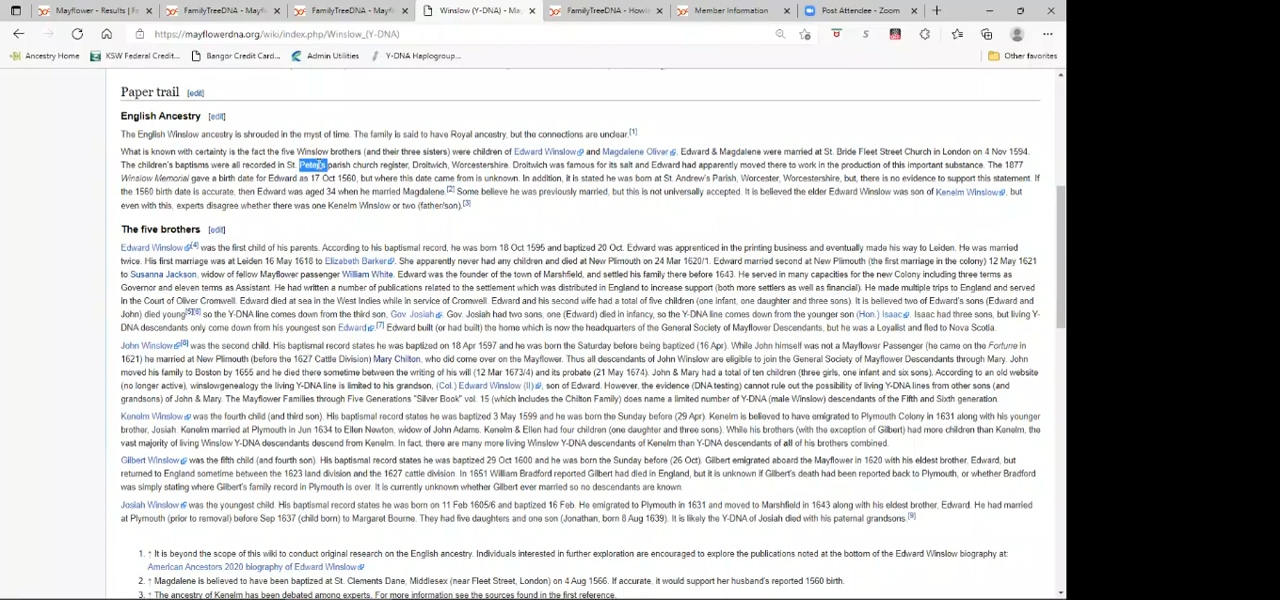 Mayflower - Results | F
FamilyTreeDNA - Mayf
FamilyTreeDNA - Mayf
Winslow (Y-DNA) - Ma
FamilyTreeDNA - Howl
Member Information
Post Attendee - Zoom
https://mayflowerdna.org/wiki/index.php/Winslow_(Y-DNA)
Ancestry Home
KSW Federal Credit...
Bangor Credit Card...
Admin Utilities
Y-DNA Haplogroup...
Other favorites
Paper trail [edit]
English Ancestry [edit]
The English Winslow ancestry is shrouded in the myst of time. The family is said to have Royal ancestry, but the connections are unclear.[1]
What is known with certainty is the fact the five Winslow brothers (and their three sisters) were children of Edward Winslow and Magdalene Oliver. Edward & Magdalene were married at St. Bride Fleet Street Church in London on 4 Nov 1594.
The children's baptisms were all recorded in St. Peter's parish church register, Droitwich, Worcestershire. Droitwich was famous for its salt and Edward had apparently moved there to work in the production of this important substance. The 1877
Winslow Memorial gave a birth date for Edward as 17 Oct 1560, but where this date came from is unknown. In addition, it is stated he was born at St. Andrew's Parish, Worcester, Worcestershire, but, there is no evidence to support this statement. If
the 1560 birth date is accurate, then Edward was aged 34 when he married Magdalene.[2] Some believe he was previously married, but this is not universally accepted. It is believed the elder Edward Winslow was son of Kenelm Winslow, but
even with this, experts disagree whether there was one Kenelm Winslow or two (father/son).[3]
The five brothers [edit]
Edward Winslow[4] was the first child of his parents. According to his baptismal record, he was born 18 Oct 1595 and baptized 20 Oct. Edward was apprenticed in the printing business and eventually made his way to Leiden. He was married
twice. His first marriage was at Leiden 16 May 1618 to Elizabeth Barker. She apparently never had any children and died at New Plimouth on 24 Mar 1620/1. Edward married second at New Plimouth (the first marriage in the colony) 12 May 1621
to Susanna Jackson, widow of fellow Mayflower passenger William White. Edward was the founder of the town of Marshfield, and settled his family there before 1643. He served in many capacities for the new Colony including three terms as
Governor and eleven terms as Assistant. He had written a number of publications related to the settlement which was distributed in England to increase support (both more settlers as well as financial). He made multiple trips to England and served
in the Court of Oliver Cromwell. Edward died at sea in the West Indies while in service of Cromwell. Edward and his second wife had a total of five children (one infant, one daughter and three sons). It is believed two of Edward's sons (Edward and
John) died young[5][6] so the Y-DNA line comes down from the third son, Gov. Josiah. Gov. Josiah had two sons, one (Edward) died in infancy, so the Y-DNA line comes down from the younger son (Hon.) Isaac. Isaac had three sons, but living Y-
DNA descendants only come down from his youngest son Edward.[7] Edward built (or had built) the home which is now the headquarters of the General Society of Mayflower Descendants, but he was a Loyalist and fled to Nova Scotia.
John Winslow[8] was the second child. His baptismal record states he was baptized on 18 Apr 1597 and he was born the Saturday before being baptized (16 Apr). While John himself was not a Mayflower Passenger (he came on the Fortune in
1621) he married at New Plimouth (before the 1627 Cattle Division) Mary Chilton, who did come over on the Mayflower. Thus all descendants of John Winslow are eligible to join the General Society of Mayflower Descendants through Mary. John
moved his family to Boston by 1655 and he died there sometime between the writing of his will (12 Mar 1673/4) and its probate (21 May 1674). John & Mary had a total of ten children (three girls, one infant and six sons). According to an old website
(no longer active), winslowgenealogy the living Y-DNA line is limited to his grandson, (Col.) Edward Winslow (II), son of Edward. However, the evidence (DNA testing) cannot rule out the possibility of living Y-DNA lines from other sons (and
grandsons) of John & Mary. The Mayflower Families through Five Generations "Silver Book" vol. 15 (which includes the Chilton Family) does name a limited number of Y-DNA (male Winslow) descendants of the Fifth and Sixth generation.
Kenelm Winslow was the fourth child (and third son). His baptismal record states he was baptized 3 May 1599 and he was born the Sunday before (29 Apr). Kenelm is believed to have emigrated to Plymouth Colony in 1631 along with his younger
brother, Josiah. Kenelm married at Plymouth in Jun 1634 to Ellen Newton, widow of John Adams. Kenelm & Ellen had four children (one daughter and three sons). While his brothers (with the exception of Gilbert) had more children than Kenelm, the
vast majority of living Winslow Y-DNA descendants descend from Kenelm. In fact, there are many more living Winslow Y-DNA descendants of Kenelm than Y-DNA descendants of all of his brothers combined.
Gilbert Winslow was the fifth child (and fourth son). His baptismal record states he was baptized 29 Oct 1600 and he was born the Sunday before (26 Oct). Gilbert emigrated aboard the Mayflower in 1620 with his eldest brother, Edward, but
returned to England sometime between the 1623 land division and the 1627 cattle division. In 1651 William Bradford reported Gilbert had died in England, but it is unknown if Gilbert's death had been reported back to Plymouth, or whether Bradford
was simply stating where Gilbert's family record in Plymouth is over. It is currently unknown whether Gilbert ever married so no descendants are known.
Josiah Winslow was the youngest child. His baptismal record states he was born on 11 Feb 1605/6 and baptized 16 Feb. He emigrated to Plymouth in 1631 and moved to Marshfield in 1643 along with his eldest brother, Edward. He had married
at Plymouth (prior to removal) before Sep 1637 (child born) to Margaret Bourne. They had five daughters and one son (Jonathan, born 8 Aug 1639). It is likely the Y-DNA of Josiah died with his paternal grandsons.[9]
1. ↑ It is beyond the scope of this wiki to conduct original research on the English ancestry. Individuals interested in further exploration are encouraged to explore the publications noted at the bottom of the Edward Winslow biography at:
American Ancestors 2020 biography of Edward Winslow
2. ↑ Magdalene is believed to have been baptized at St. Clements Dane, Middlesex (near Fleet Street, London) on 4 Aug 1566. If accurate, it would support her husband's reported 1560 birth.
3. ↑ The ancestry of Kenelm has been debated among experts. For more information see the sources found in the first reference.